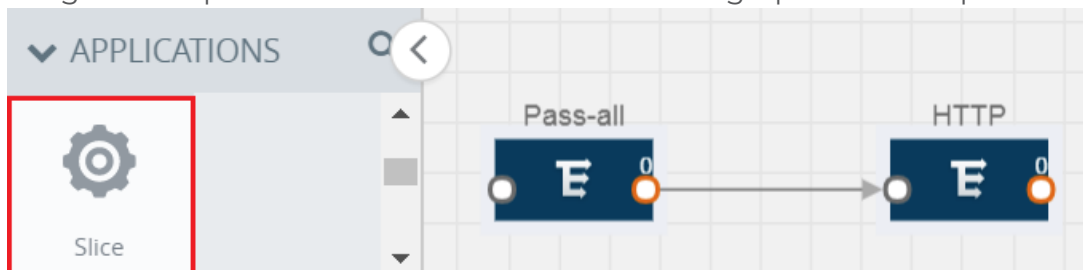 APPLICATIONS
Pass-all
HTTP
0
0
Slice